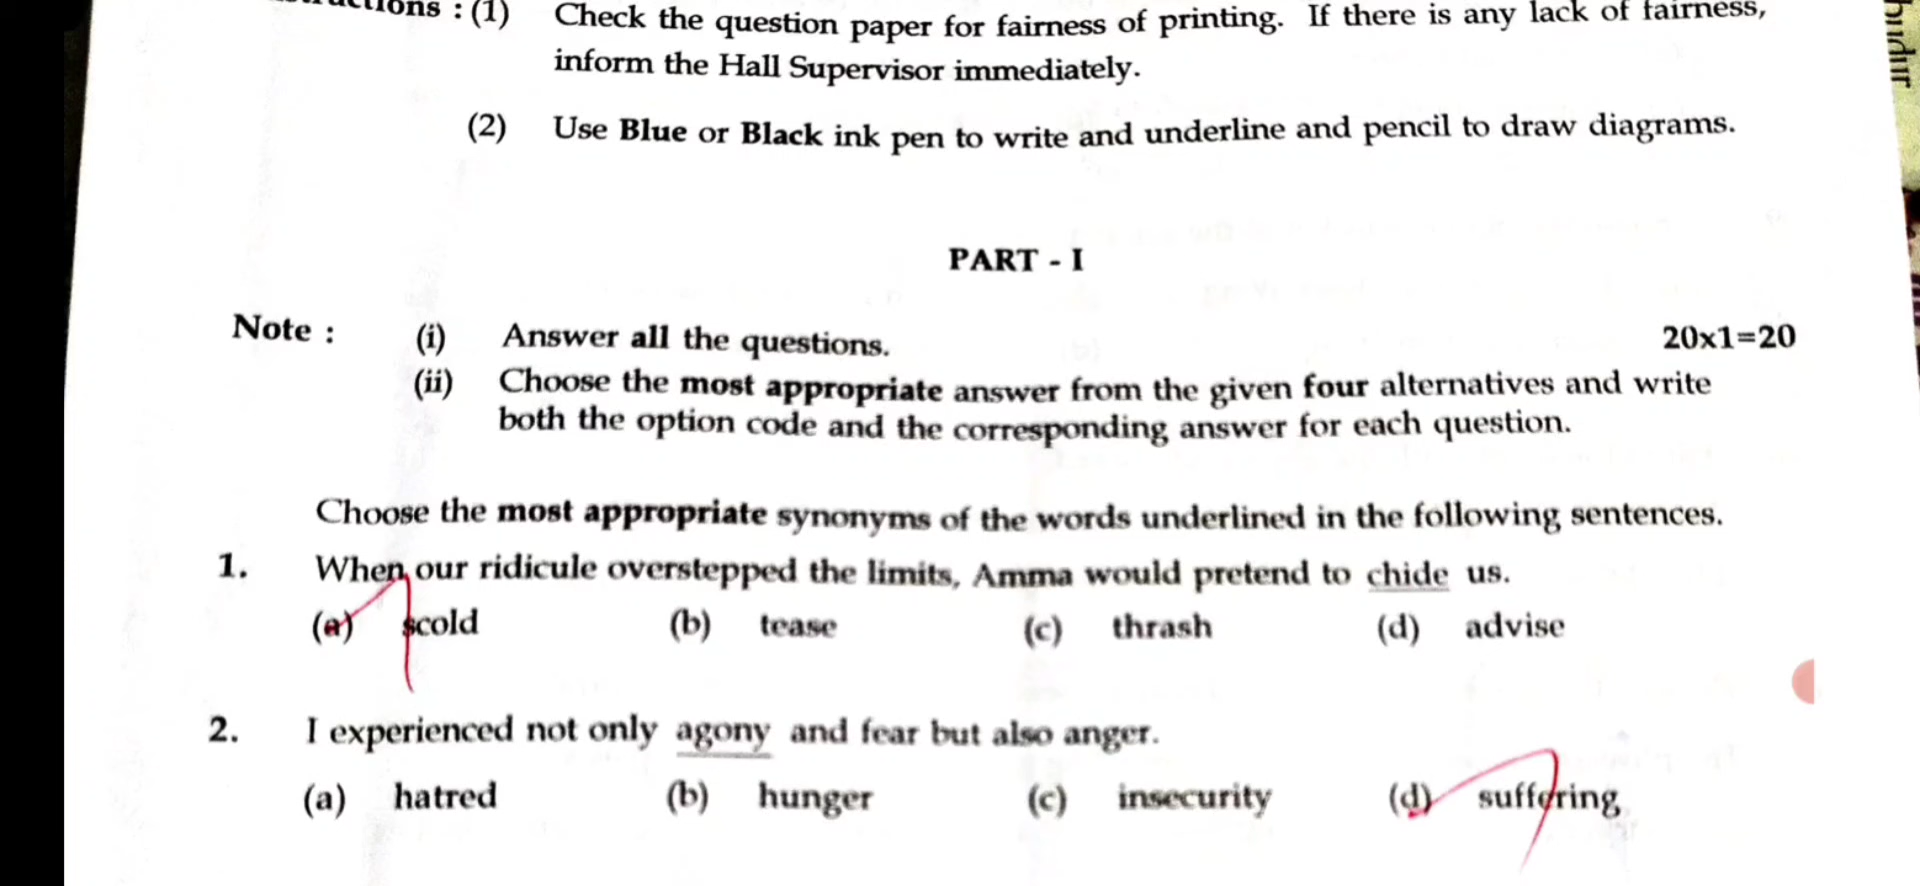 : (1) Check the question paper for fairness of printing. If there is any lack of fairness,
inform the Hall Supervisor immediately.
(2) Use Blue or Black ink pen to write and underline and pencil to draw diagrams.
PART - I
Note : (i) Answer all the questions. 20x1=20
(ii) Choose the most appropriate answer from the given four alternatives and write
both the option code and the corresponding answer for each question.
Choose the most appropriate synonyms of the words underlined in the following sentences.
1. When our ridicule overstepped the limits, Amma would pretend to chide us.
(a) scold (b) tease (c) thrash (d) advise
2. I experienced not only agony and fear but also anger.
(a) hatred (b) hunger (c) insecurity (d) suffering